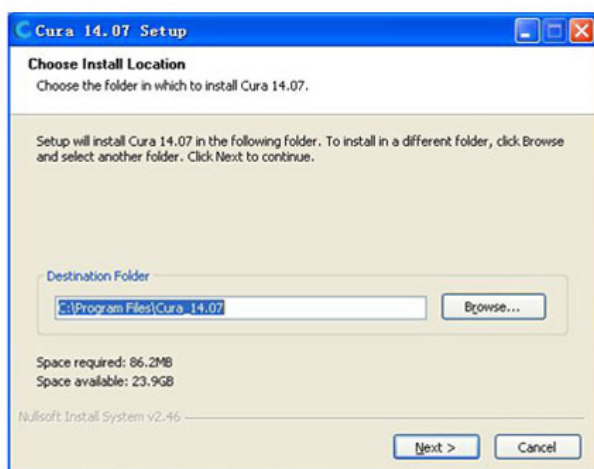 Cura 14.07 Setup
Choose Install Location
Choose the folder in which to install Cura 14.07.
Setup will install Cura 14.07 in the following folder. To install in a different folder, click Browse
and select another folder. Click Next to continue.
Destination Folder
C:\Program Files\Cura_14.07
Browse...
Space required: 86.2MB
Space available: 23.9GB
Nullsoft Install System v2.46
Next >
Cancel